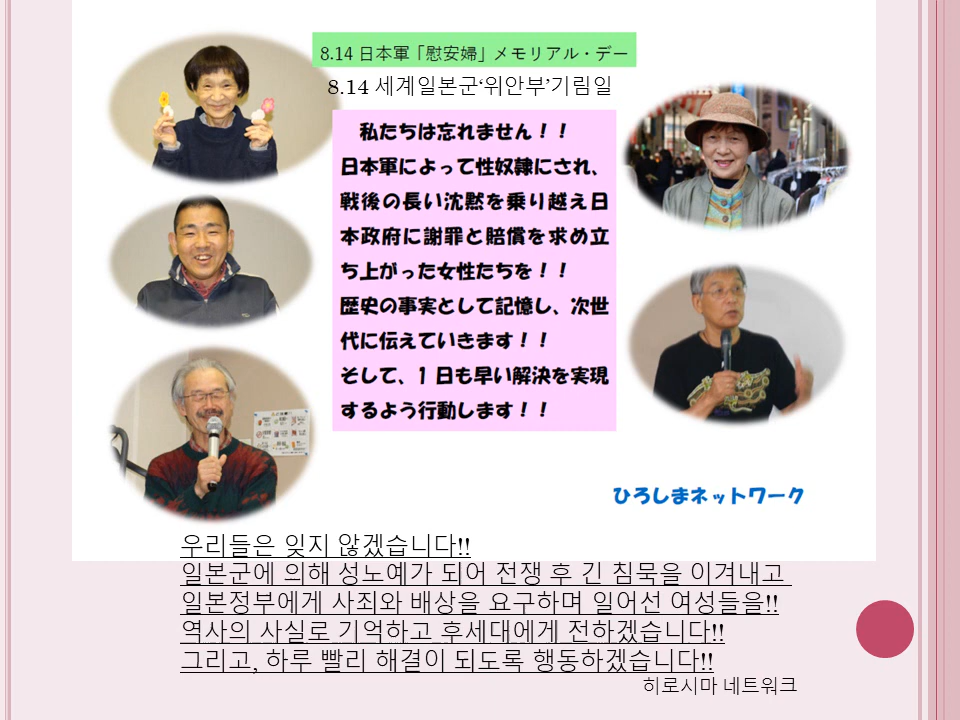 8.14 日本軍「慰安婦」メモリアル・デー
8.14 세계일본군‘위안부’기림일
私たちは忘れません！！
日本軍によって性奴隷にされ、
戦後の長い沈黙を乗り越え日
本政府に謝罪と賠償を求め立
ち上がった女性たちを！！
歴史の事実として記憶し、次世
代に伝えていきます！！
そして、１日も早い解決を実現
するよう行動します！！
ひろしまネットワーク
우리들은 잊지 않겠습니다!!
일본군에 의해 성노예가 되어 전쟁 후 긴 침묵을 이겨내고
일본정부에게 사죄와 배상을 요구하며 일어선 여성들을!!
역사의 사실로 기억하고 후세대에게 전하겠습니다!!
그리고, 하루 빨리 해결이 되도록 행동하겠습니다!!
히로시마 네트워크